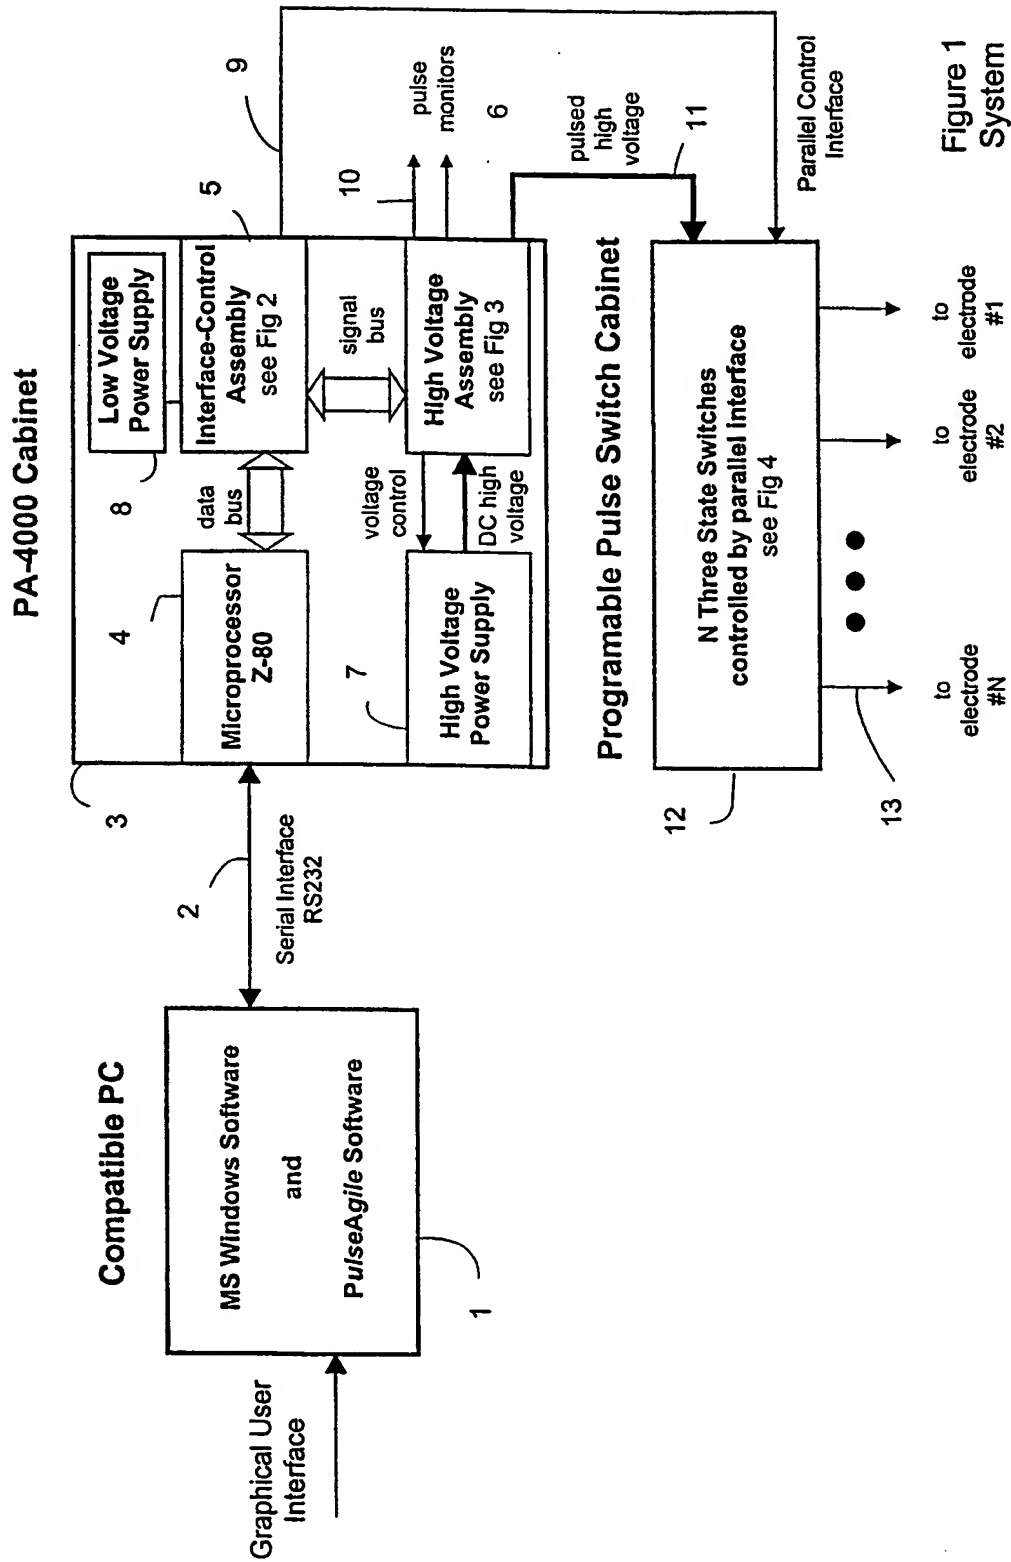 PA-4000 Cabinet
Low Voltage
Power Supply
8
Interface-Control
Assembly
see Fig 2
5
9
data
bus
4
Microprocessor
Z-80
3
signal
bus
10
pulse
monitors
6
High Voltage
Assembly
see Fig 3
voltage
control
DC high
voltage
7
High Voltage
Power Supply
pulsed
high
voltage
11
Parallel Control
Interface
Programable Pulse Switch Cabinet
N Three State Switches
controlled by parallel interface
see Fig 4
12
13
to
electrode
#N
to
electrode
#2
to
electrode
#1
2
Serial Interface
RS232
Compatible PC
MS Windows Software
and
PulseAgile Software
1
Graphical User
Interface
Figure 1
System